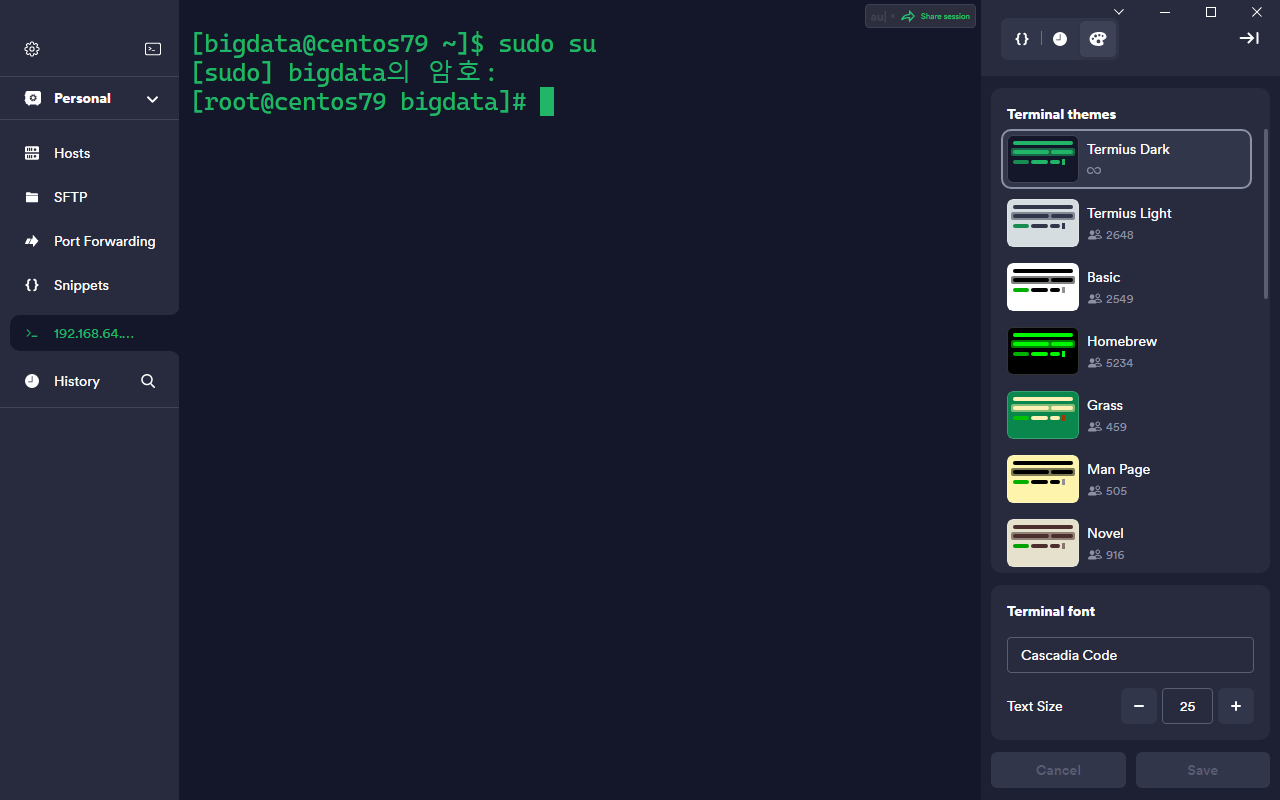 Share session
Personal
Hosts
SFTP
Port Forwarding
Snippets
192.168.64....
History
[bigdata@centos79 ~]$ sudo su
[sudo] bigdata의 암호:
[root@centos79 bigdata]#
Terminal themes
Termius Dark
∞
Termius Light
2648
Basic
2549
Homebrew
5234
Grass
459
Man Page
505
Novel
916
Terminal font
Cascadia Code
Text Size
25
Cancel
Save